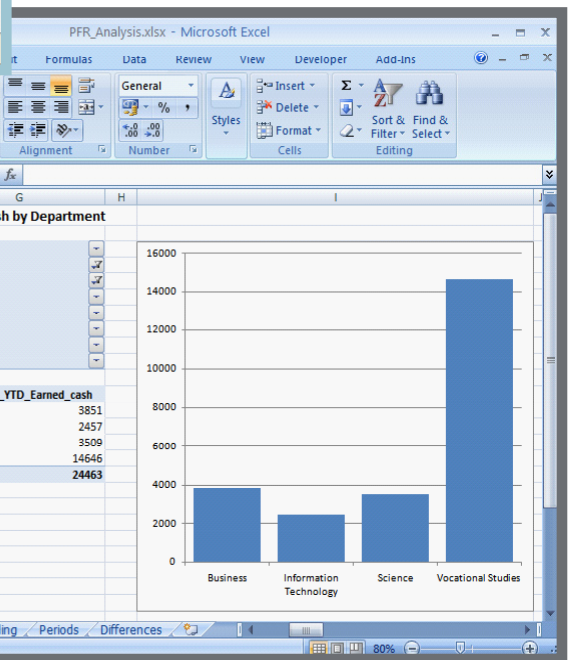 PFR_Analysis.xlsx - Microsoft Excel
Formulas Data Review View Developer Add-Ins
General
% ,
Styles
Insert
Delete
Format
Σ
Sort & Filter
Find & Select
Alignment Number Cells Editing
fx
G H I J
sh by Department
_YTD_Earned_cash
3851
2457
3509
14646
24463
16000
14000
12000
10000
8000
6000
4000
2000
0
Business
Information
Technology
Science
Vocational Studies
ling Periods Differences
80%